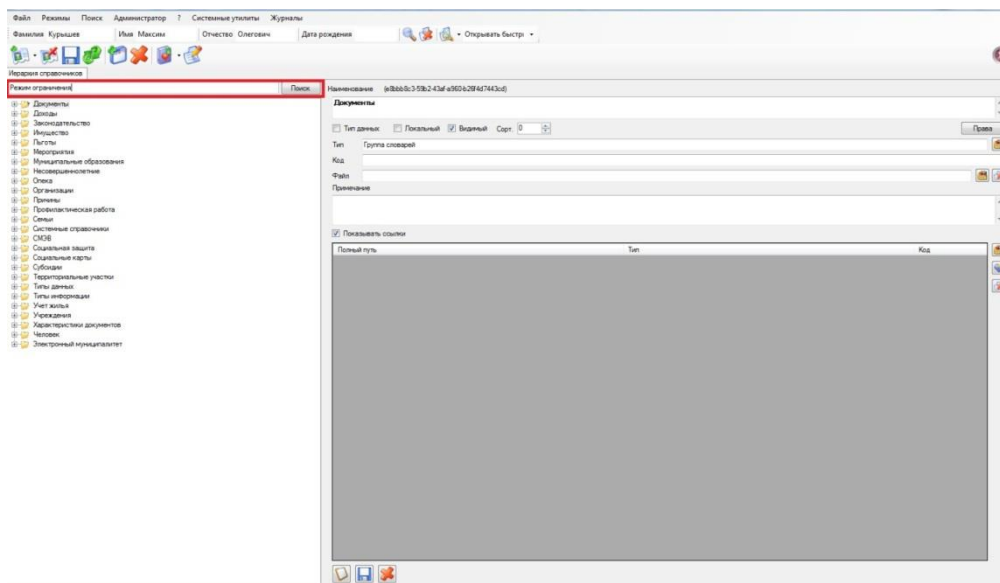 Файл Режимы Поиск Администратор ? Системные утилиты Журналы
Фамилия Курышев Имя Максим Отчество Олегович Дата рождения Открывать быстр
Иерархия справочников
Режим ограничения Поиск
Документы
Доходы
Законодательство
Имущество
Льготы
Мероприятия
Муниципальные образования
Несовершеннолетние
Опека
Организации
Причины
Профилактическая работа
Семьи
Системные справочники
СМЭВ
Социальная защита
Социальные карты
Субсидии
Территориальные участки
Типы данных
Типы информации
Учет жилья
Учреждения
Характеристики документов
Человек
Электронный муниципалитет
Наименование
Документы
Тип данных Локальный Видимый Сорт. 0 Права
Тип Группа словарей
Код
Файл
Примечание
Показывать ссылки
Полный путь Тип Код